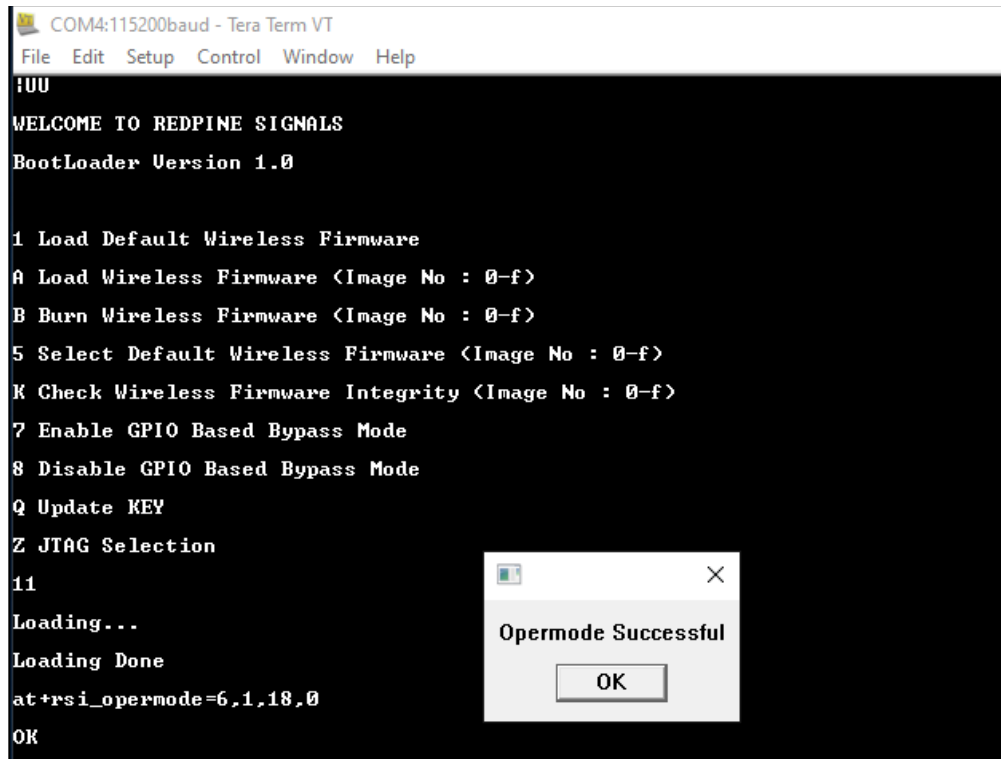 COM4:115200baud - Tera Term VT
File Edit Setup Control Window Help
¦UU
WELCOME TO REDPINE SIGNALS
BootLoader Version 1.0
1 Load Default Wireless Firmware
A Load Wireless Firmware (Image No : 0-f)
B Burn Wireless Firmware (Image No : 0-f)
5 Select Default Wireless Firmware (Image No : 0-f)
K Check Wireless Firmware Integrity (Image No : 0-f)
7 Enable GPIO Based Bypass Mode
8 Disable GPIO Based Bypass Mode
Q Update KEY
Z JTAG Selection
11
Loading...
Loading Done
at+rsi_opermode=6,1,18,0
OK
Opermode Successful
OK